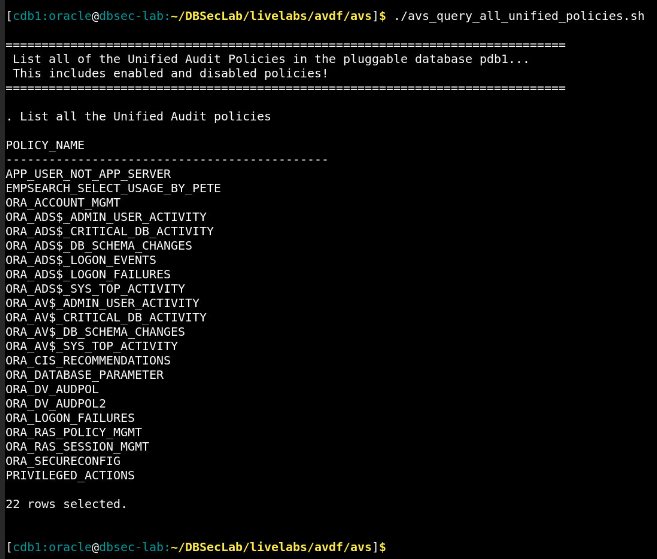 [cdb1:oracle@dbsec-lab:~/DBSecLab/livelabs/avdf/avs]$ ./avs_query_all_unified_policies.sh
==============================================================================
List all of the Unified Audit Policies in the pluggable database pdb1...
This includes enabled and disabled policies!
==============================================================================
. List all the Unified Audit policies
POLICY_NAME
---------------------------------------------
APP_USER_NOT_APP_SERVER
EMPSEARCH_SELECT_USAGE_BY_PETE
ORA_ACCOUNT_MGMT
ORA_ADS$_ADMIN_USER_ACTIVITY
ORA_ADS$_CRITICAL_DB_ACTIVITY
ORA_ADS$_DB_SCHEMA_CHANGES
ORA_ADS$_LOGON_EVENTS
ORA_ADS$_LOGON_FAILURES
ORA_ADS$_SYS_TOP_ACTIVITY
ORA_AV$_ADMIN_USER_ACTIVITY
ORA_AV$_CRITICAL_DB_ACTIVITY
ORA_AV$_DB_SCHEMA_CHANGES
ORA_AV$_SYS_TOP_ACTIVITY
ORA_CIS_RECOMMENDATIONS
ORA_DATABASE_PARAMETER
ORA_DV_AUDPOL
ORA_DV_AUDPOL2
ORA_LOGON_FAILURES
ORA_RAS_POLICY_MGMT
ORA_RAS_SESSION_MGMT
ORA_SECURECONFIG
PRIVILEGED_ACTIONS
22 rows selected.
[cdb1:oracle@dbsec-lab:~/DBSecLab/livelabs/avdf/avs]$